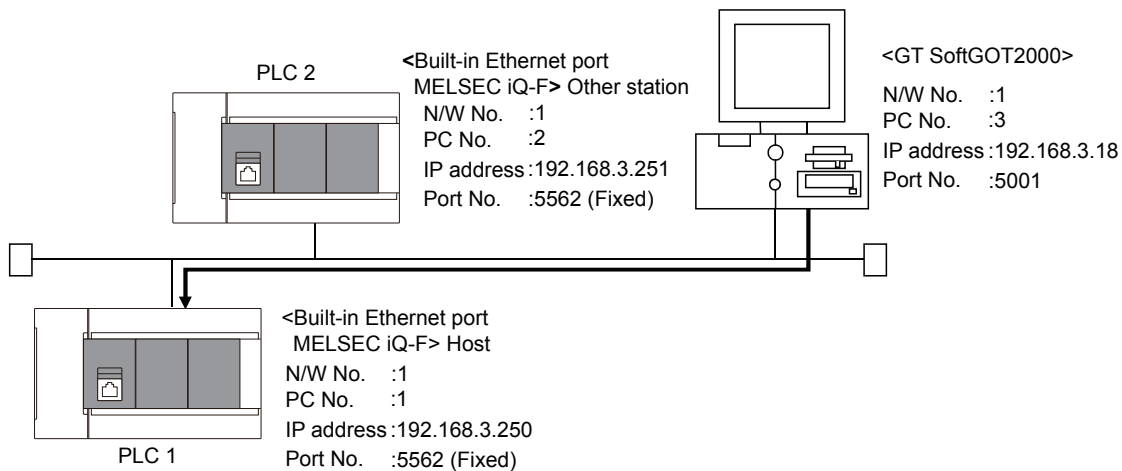 PLC 2
<Built-in Ethernet port
MELSEC iQ-F> Other station
N/W No. :1
PC No. :2
IP address :192.168.3.251
Port No. :5562 (Fixed)
<GT SoftGOT2000>
N/W No. :1
PC No. :3
IP address :192.168.3.18
Port No. :5001
<Built-in Ethernet port
MELSEC iQ-F> Host
N/W No. :1
PC No. :1
IP address :192.168.3.250
Port No. :5562 (Fixed)
PLC 1